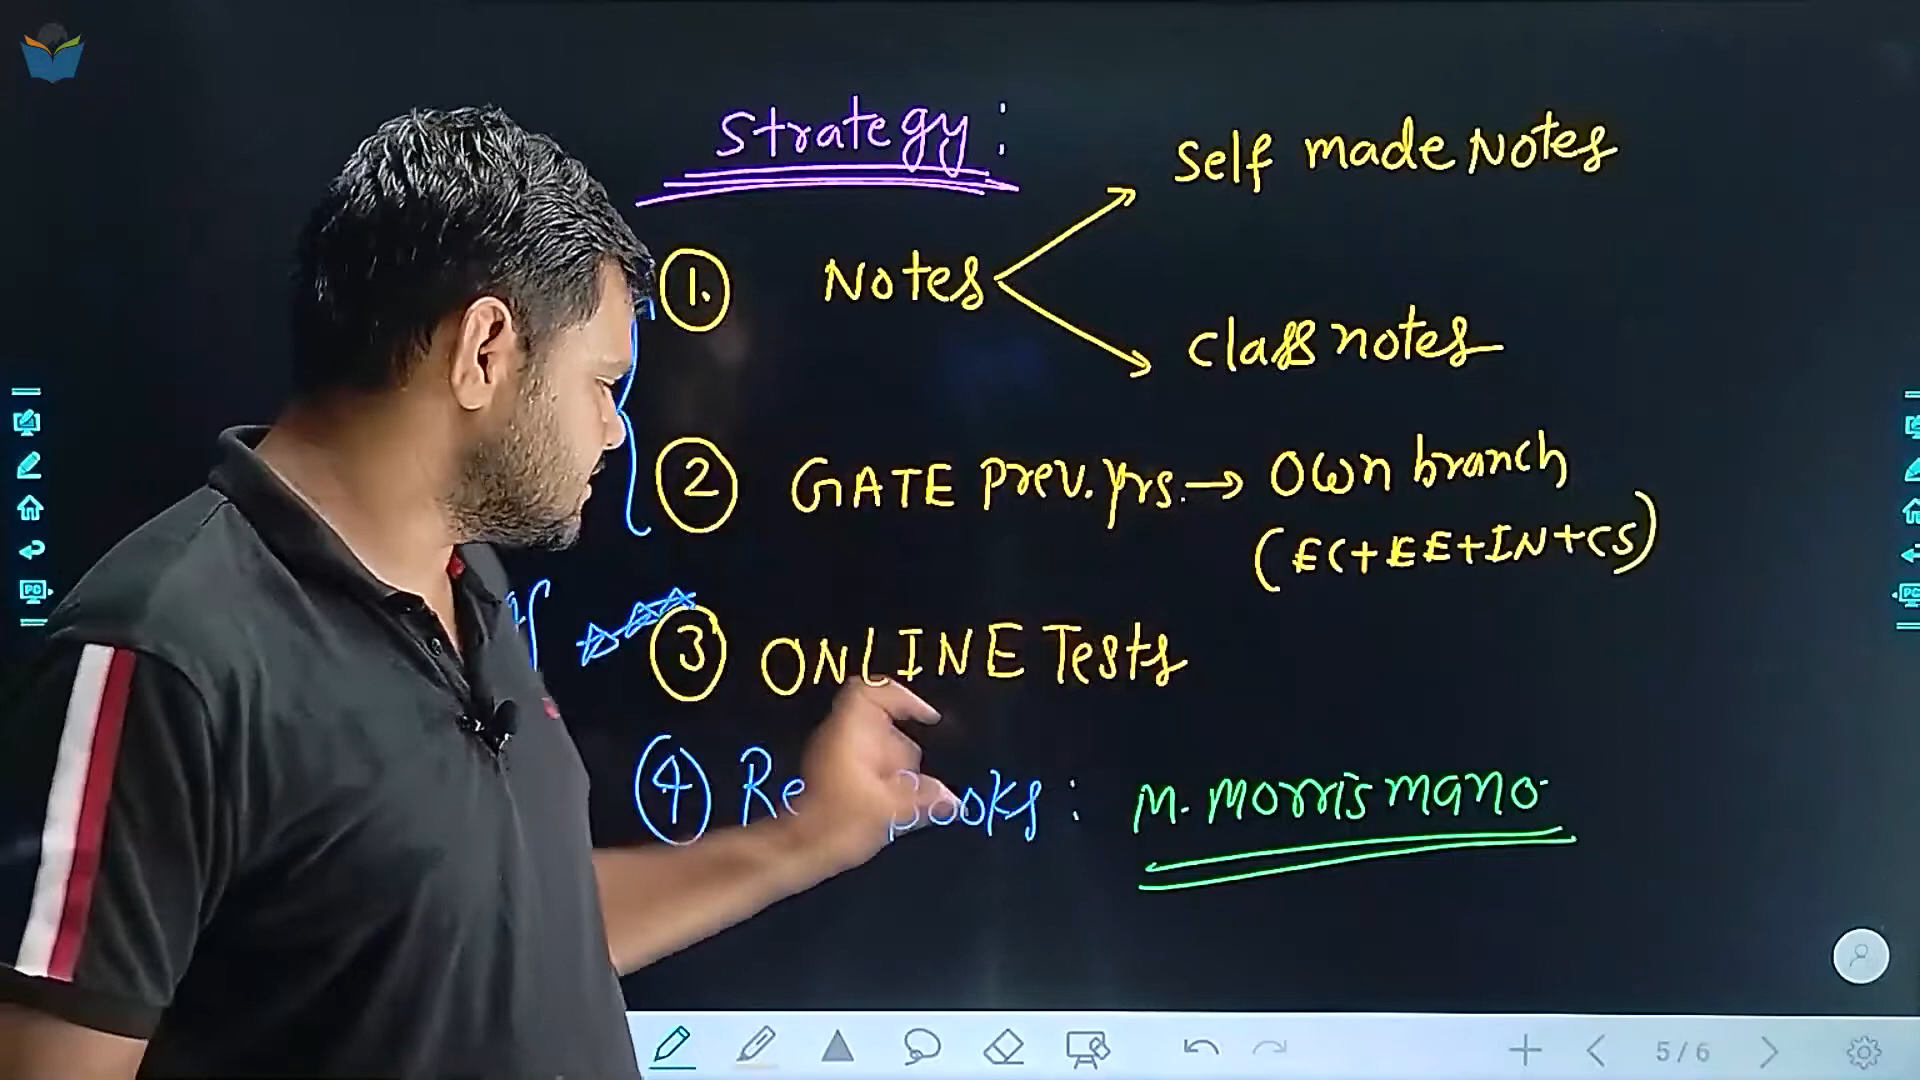 Strategy:
Self made Notes
1. Notes
Class notes
2 GATE Prev. yrs. → Own branch
(EC+EE+IN+CS)
3 ONLINE Tests
4 Books: M. Morris mano.
5/6